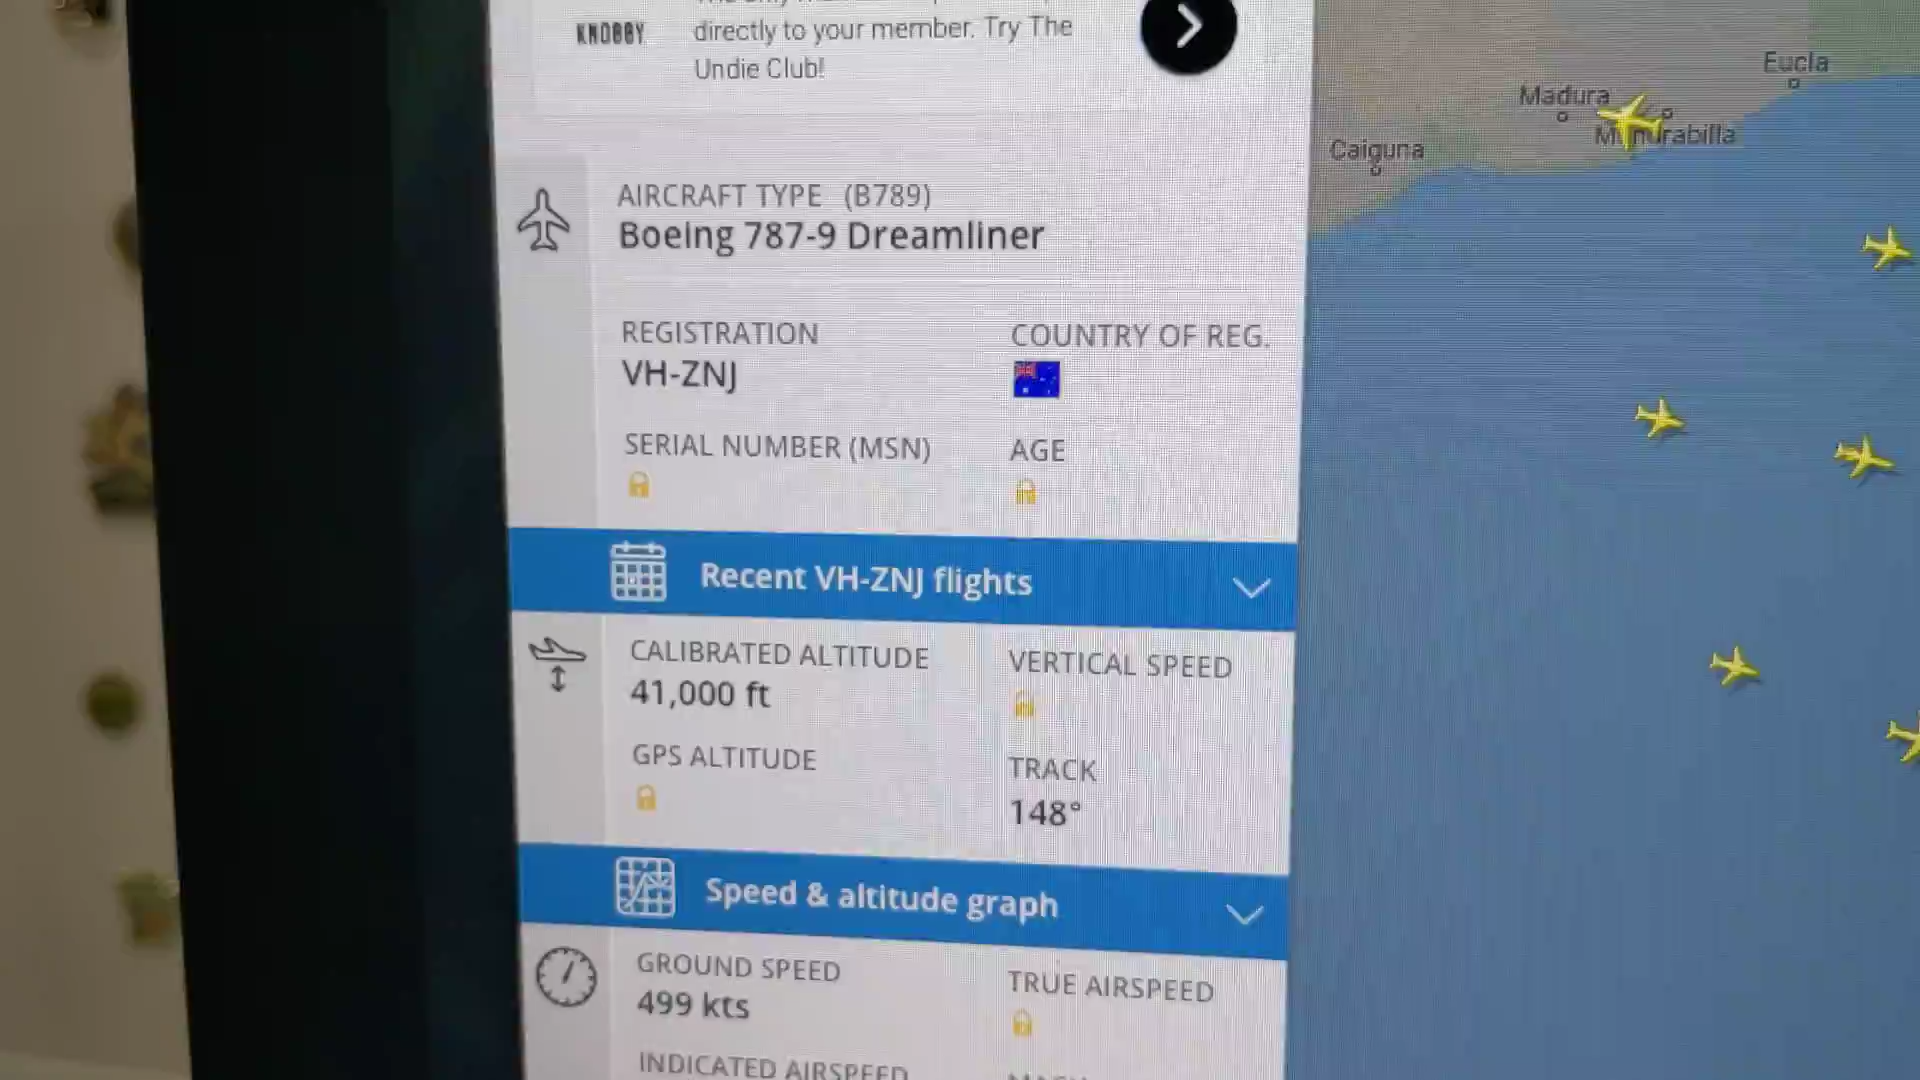 KNOBBY
directly to your member. Try The
Undie Club!
Eucla
Madura
Caiguna
AIRCRAFT TYPE (B789)
Boeing 787-9 Dreamliner
REGISTRATION
VH-ZNJ
COUNTRY OF REG.
SERIAL NUMBER (MSN)
AGE
Recent VH-ZNJ flights
CALIBRATED ALTITUDE
41,000 ft
VERTICAL SPEED
GPS ALTITUDE
TRACK
148°
Speed & altitude graph
GROUND SPEED
499 kts
TRUE AIRSPEED
INDICATED AIRSPEED